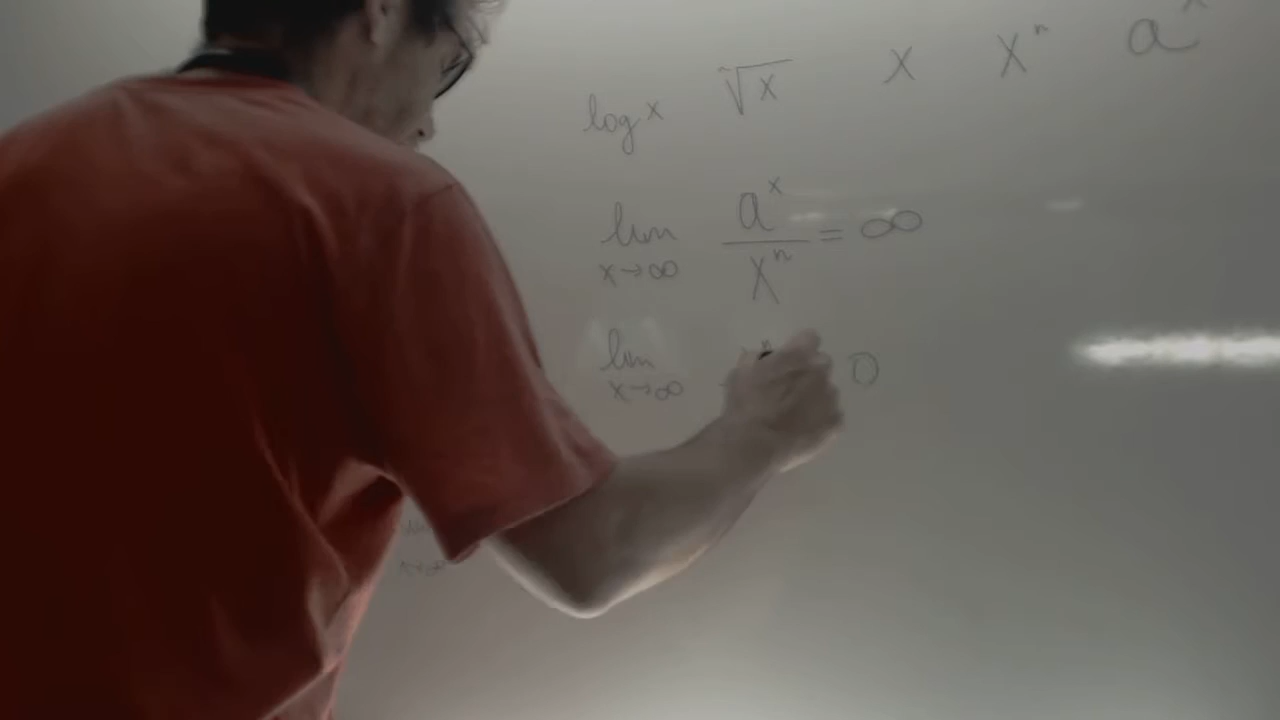 log x ⁿ√x x xⁿ aˣ
lim x→∞ aˣ/xⁿ = ∞
lim x→∞ n 0